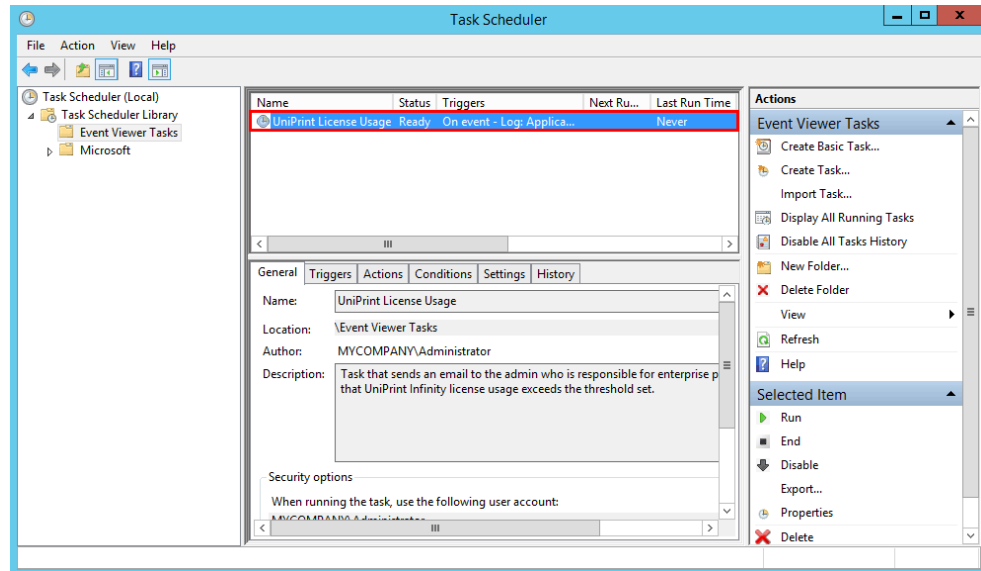 Task Scheduler
File Action View Help
Task Scheduler (Local)
Task Scheduler Library
Event Viewer Tasks
Microsoft
Name Status Triggers Next Ru... Last Run Time
UniPrint License Usage Ready On event - Log: Applica... Never
General Triggers Actions Conditions Settings History
Name: UniPrint License Usage
Location: \Event Viewer Tasks
Author: MYCOMPANY\Administrator
Description: Task that sends an email to the admin who is responsible for enterprise p
that UniPrint Infinity license usage exceeds the threshold set.
Security options
When running the task, use the following user account:
MYCOMPANY\Administrator
Actions
Event Viewer Tasks
Create Basic Task...
Create Task...
Import Task...
Display All Running Tasks
Disable All Tasks History
New Folder...
Delete Folder
View
Refresh
Help
Selected Item
Run
End
Disable
Export...
Properties
Delete